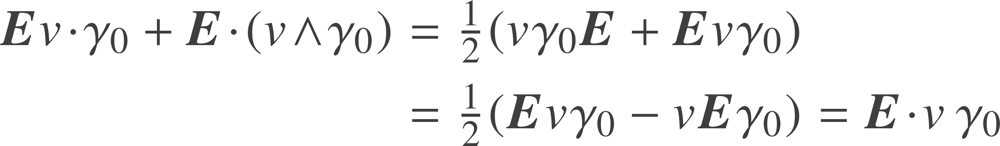 𝑬v·γ₀ + 𝑬·(v∧γ₀) = ½(vγ₀𝑬 + 𝑬vγ₀)
= ½(𝑬vγ₀ − v𝑬γ₀) = 𝑬·v γ₀